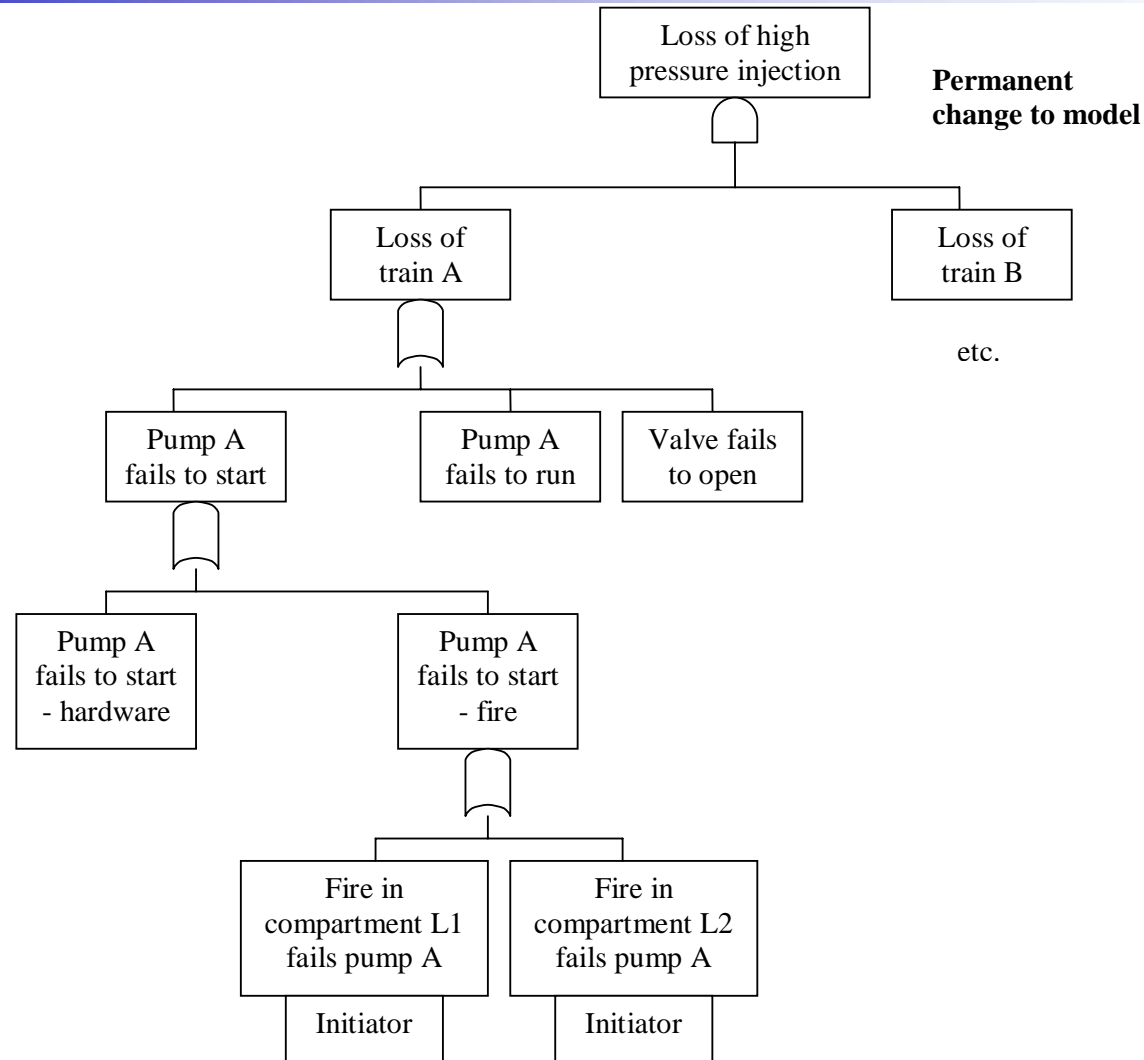 Loss of high
pressure injection
Permanent
change to model
Loss of
train A
Loss of
train B
etc.
Pump A
fails to start
Pump A
fails to run
Valve fails
to open
Pump A
fails to start
- hardware
Pump A
fails to start
- fire
Fire in
compartment L1
fails pump A
Fire in
compartment L2
fails pump A
Initiator
Initiator